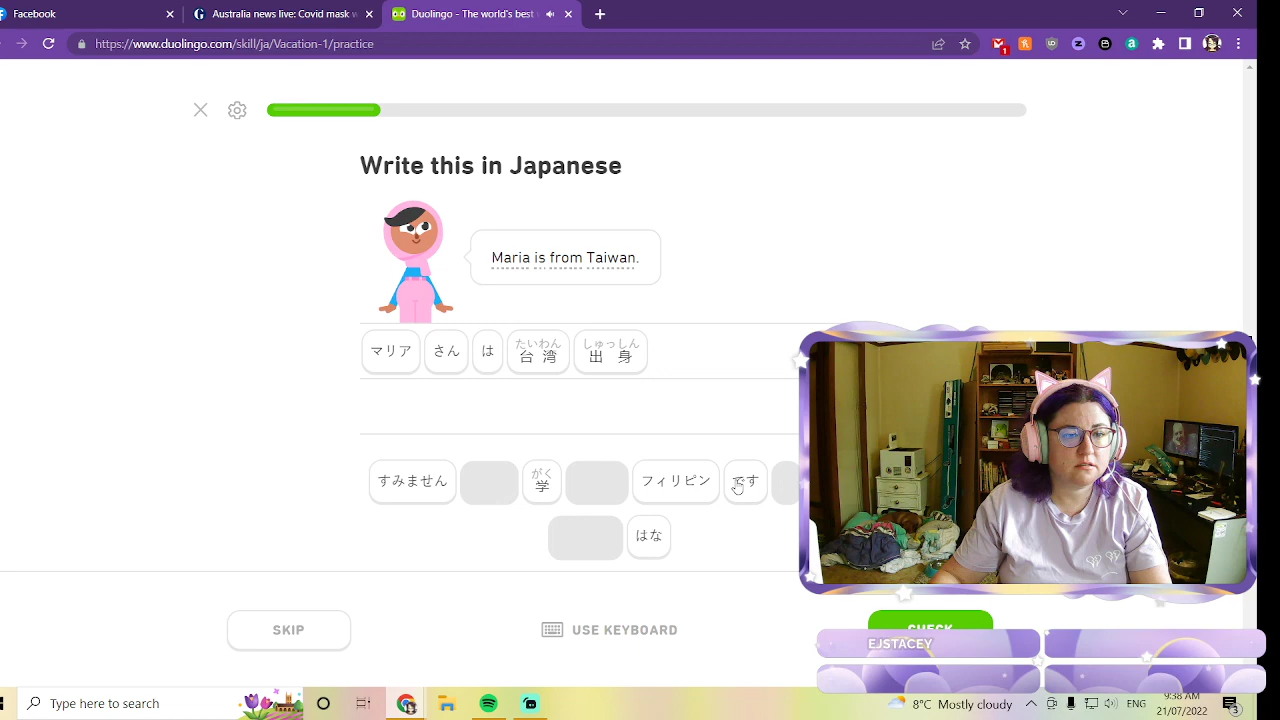 Facebook
Australia news live: Covid mask w
Duolingo - The world's best
https://www.duolingo.com/skill/ja/Vacation-1/practice
1
Write this in Japanese
Maria is from Taiwan.
たいわん しゅっしん
マリア さん は 台湾 出身
がく
すみません 学 フィリピン です
はな
SKIP
USE KEYBOARD
CHECK
EJSTACEY
Type here to search
8°C Mostly cloudy
ENG
9:38 AM
21/07/2022
3